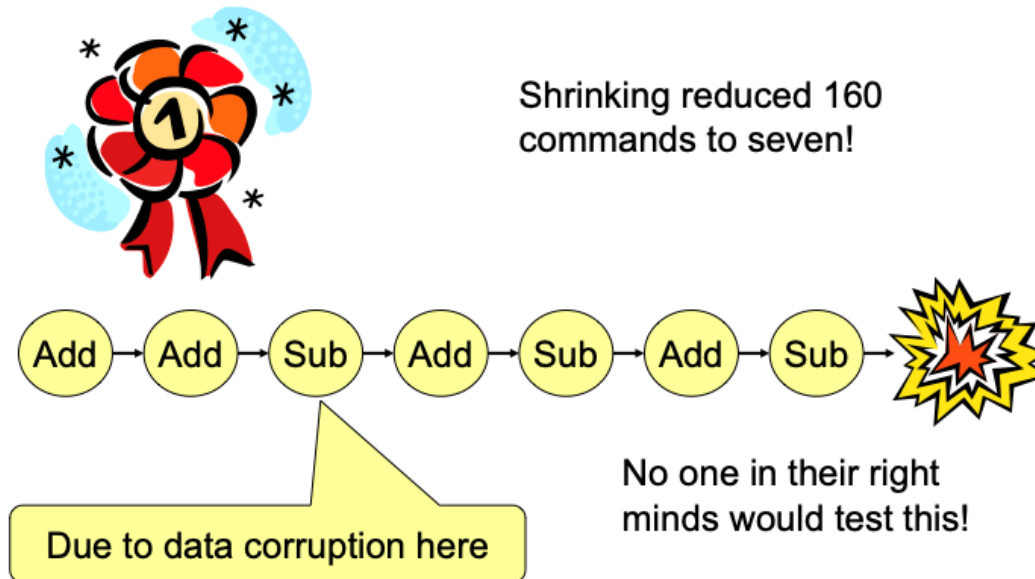 1
Shrinking reduced 160
commands to seven!
Add Add Sub Add Sub Add Sub
No one in their right
minds would test this!
Due to data corruption here